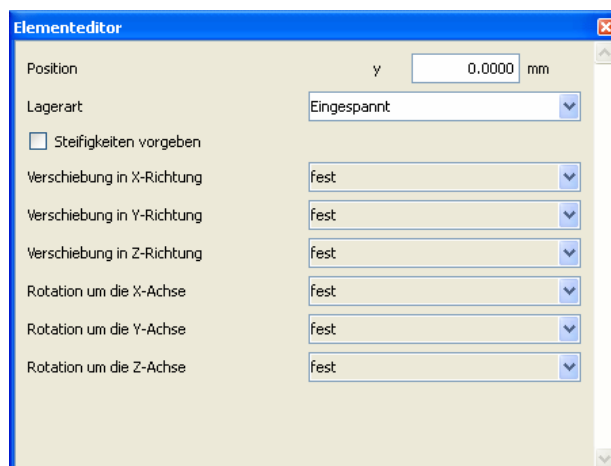 Elementeditor
Position y 0.0000 mm
Lagerart Eingespannt
Steifigkeiten vorgeben
Verschiebung in X-Richtung fest
Verschiebung in Y-Richtung fest
Verschiebung in Z-Richtung fest
Rotation um die X-Achse fest
Rotation um die Y-Achse fest
Rotation um die Z-Achse fest